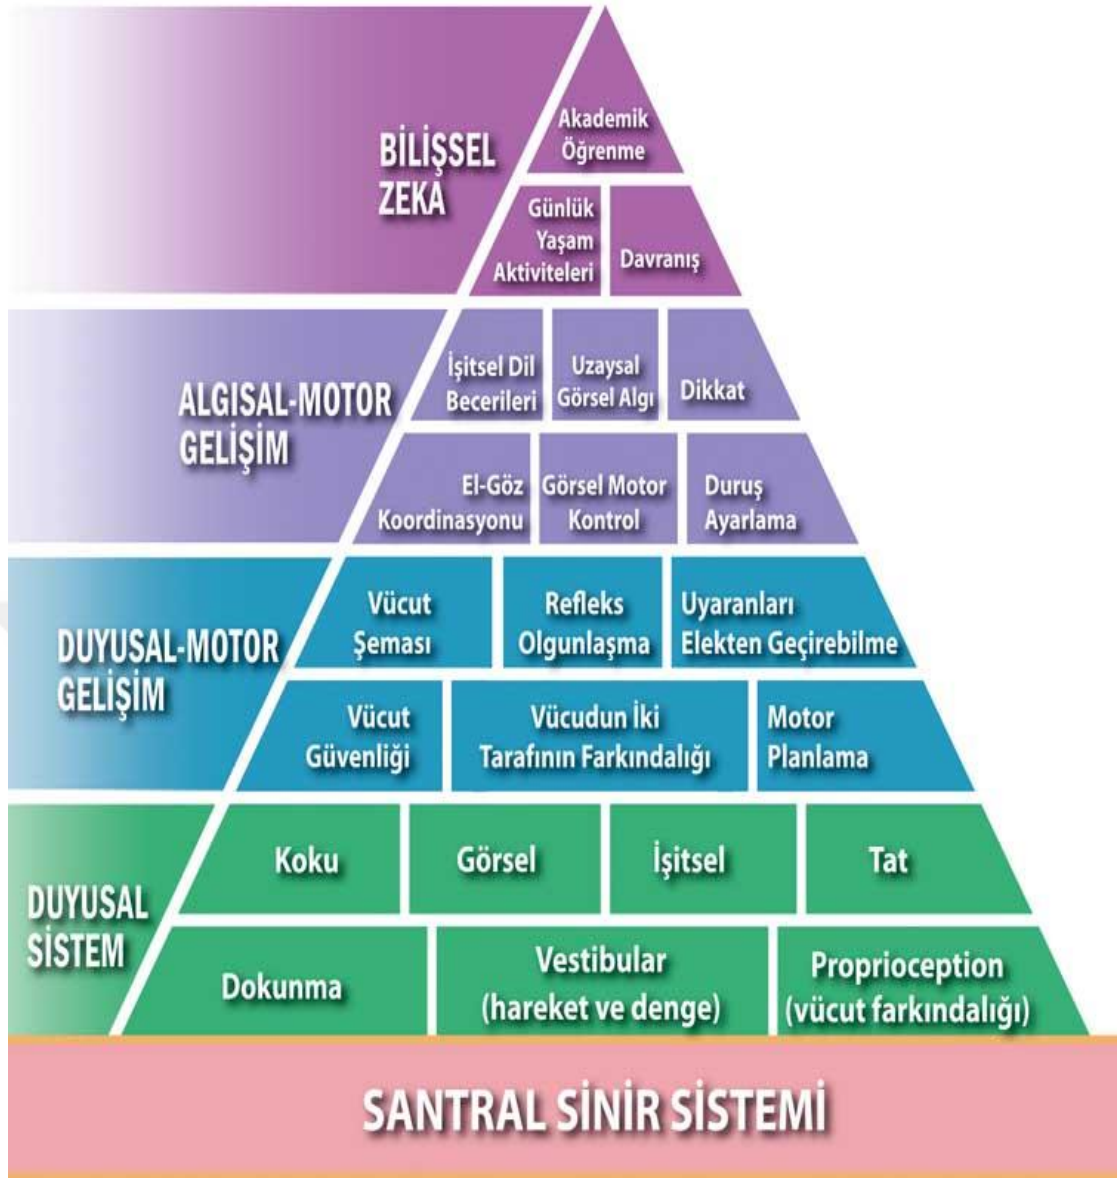 Akademik
Öğrenme
BİLİŞSEL
ZEKA
Günlük
Yaşam
Aktiviteleri
Davranış
ALGISAL-MOTOR
GELİŞİM
İşitsel Dil
Becerileri
Uzaysal
Görsel Algı
Dikkat
El-Göz
Koordinasyonu
Görsel Motor
Kontrol
Duruş
Ayarlama
DUYUSAL-MOTOR
GELİŞİM
Vücut
Şeması
Refleks
Olgunlaşma
Uyaranları
Elekten Geçirebilme
Vücut
Güvenliği
Vücudun İki
Tarafının Farkındalığı
Motor
Planlama
DUYUSAL
SİSTEM
Koku
Görsel
İşitsel
Tat
Dokunma
Vestibular
(hareket ve denge)
Proprioception
(vücut farkındalığı)
SANTRAL SİNİR SİSTEMİ